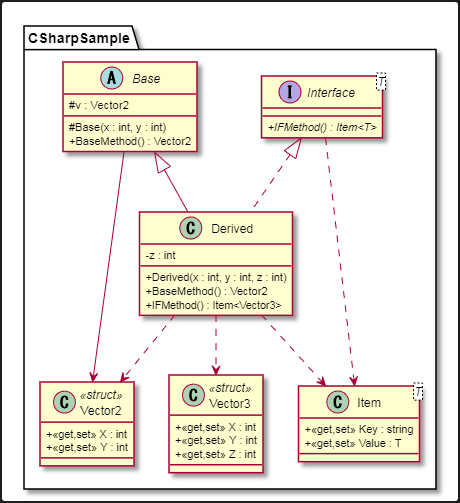 CSharpSample
A Base
#v : Vector2
#Base(x : int, y : int)
+BaseMethod() : Vector2
I Interface
T
+IFMethod() : Item<T>
C Derived
-z : int
+Derived(x : int, y : int, z : int)
+BaseMethod() : Vector2
+IFMethod() : Item<Vector3>
C «struct»
Vector2
+«get,set» X : int
+«get,set» Y : int
C «struct»
Vector3
+«get,set» X : int
+«get,set» Y : int
+«get,set» Z : int
C Item
T
+«get,set» Key : string
+«get,set» Value : T